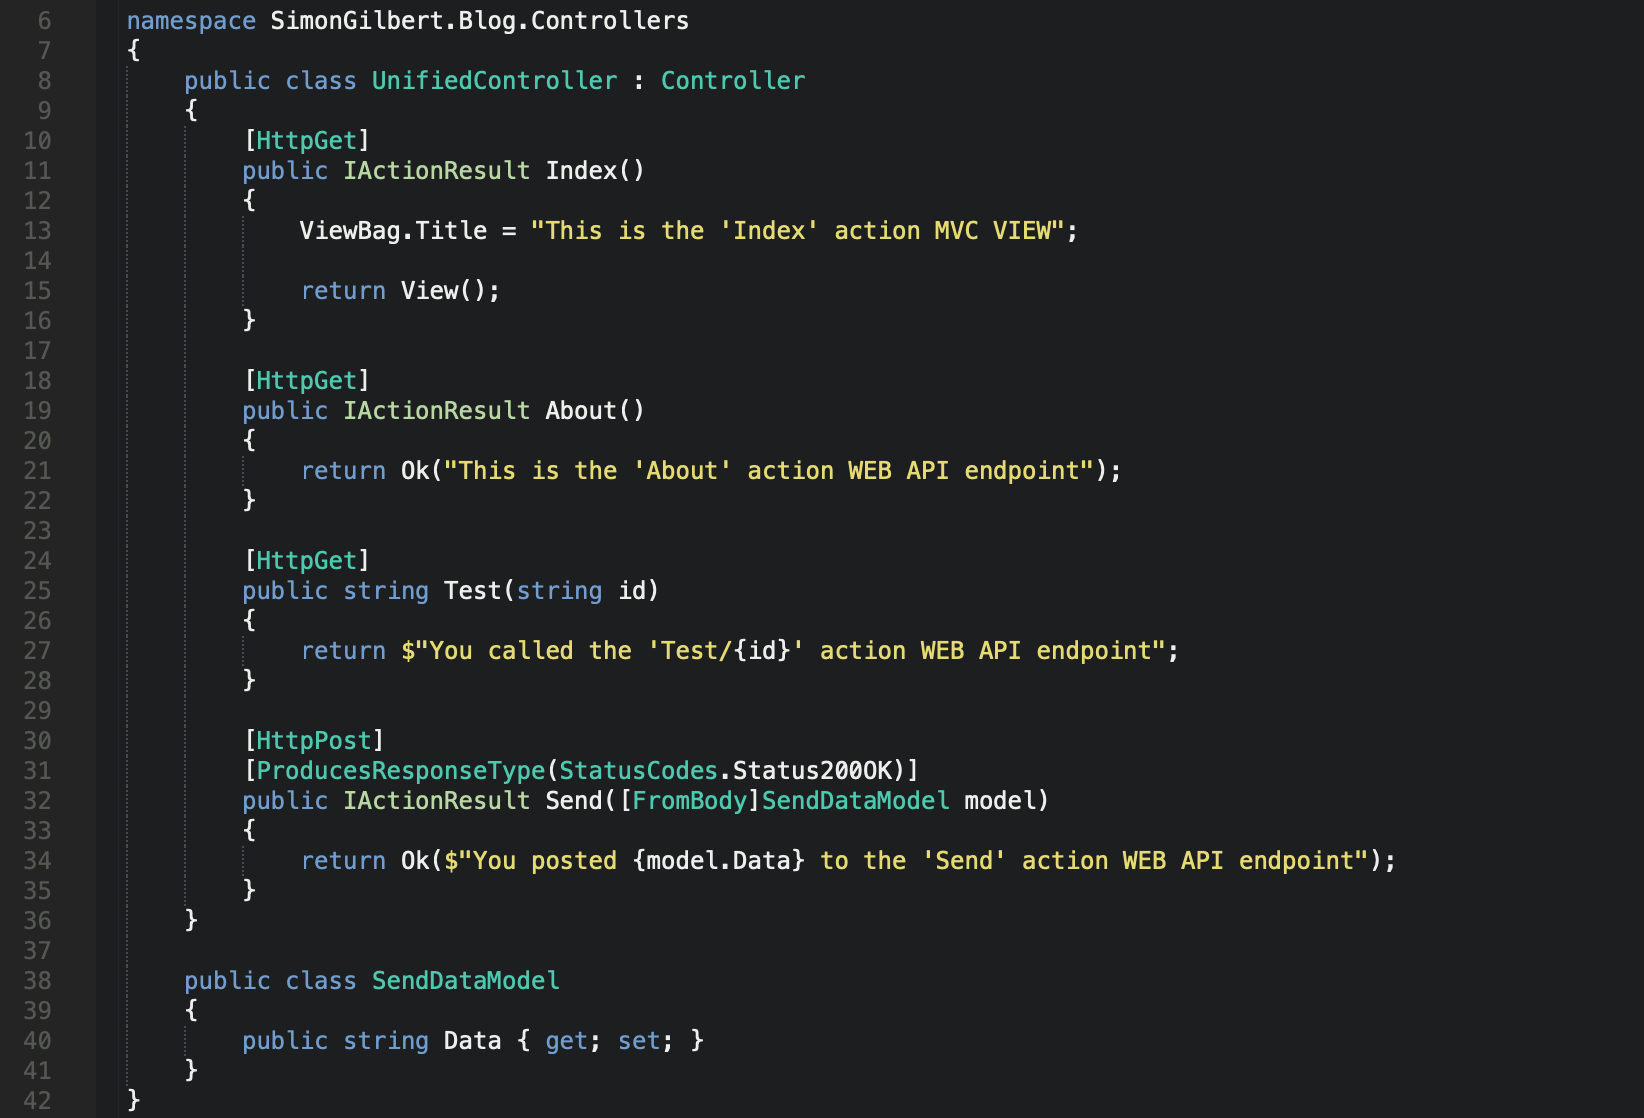 6 namespace SimonGilbert.Blog.Controllers
7 {
8     public class UnifiedController : Controller
9     {
10         [HttpGet]
11         public IActionResult Index()
12         {
13             ViewBag.Title = "This is the 'Index' action MVC VIEW";
14
15             return View();
16         }
17
18         [HttpGet]
19         public IActionResult About()
20         {
21             return Ok("This is the 'About' action WEB API endpoint");
22         }
23
24         [HttpGet]
25         public string Test(string id)
26         {
27             return $"You called the 'Test/{id}' action WEB API endpoint";
28         }
29
30         [HttpPost]
31         [ProducesResponseType(StatusCodes.Status200OK)]
32         public IActionResult Send([FromBody]SendDataModel model)
33         {
34             return Ok($"You posted {model.Data} to the 'Send' action WEB API endpoint");
35         }
36     }
37
38     public class SendDataModel
39     {
40         public string Data { get; set; }
41     }
42 }